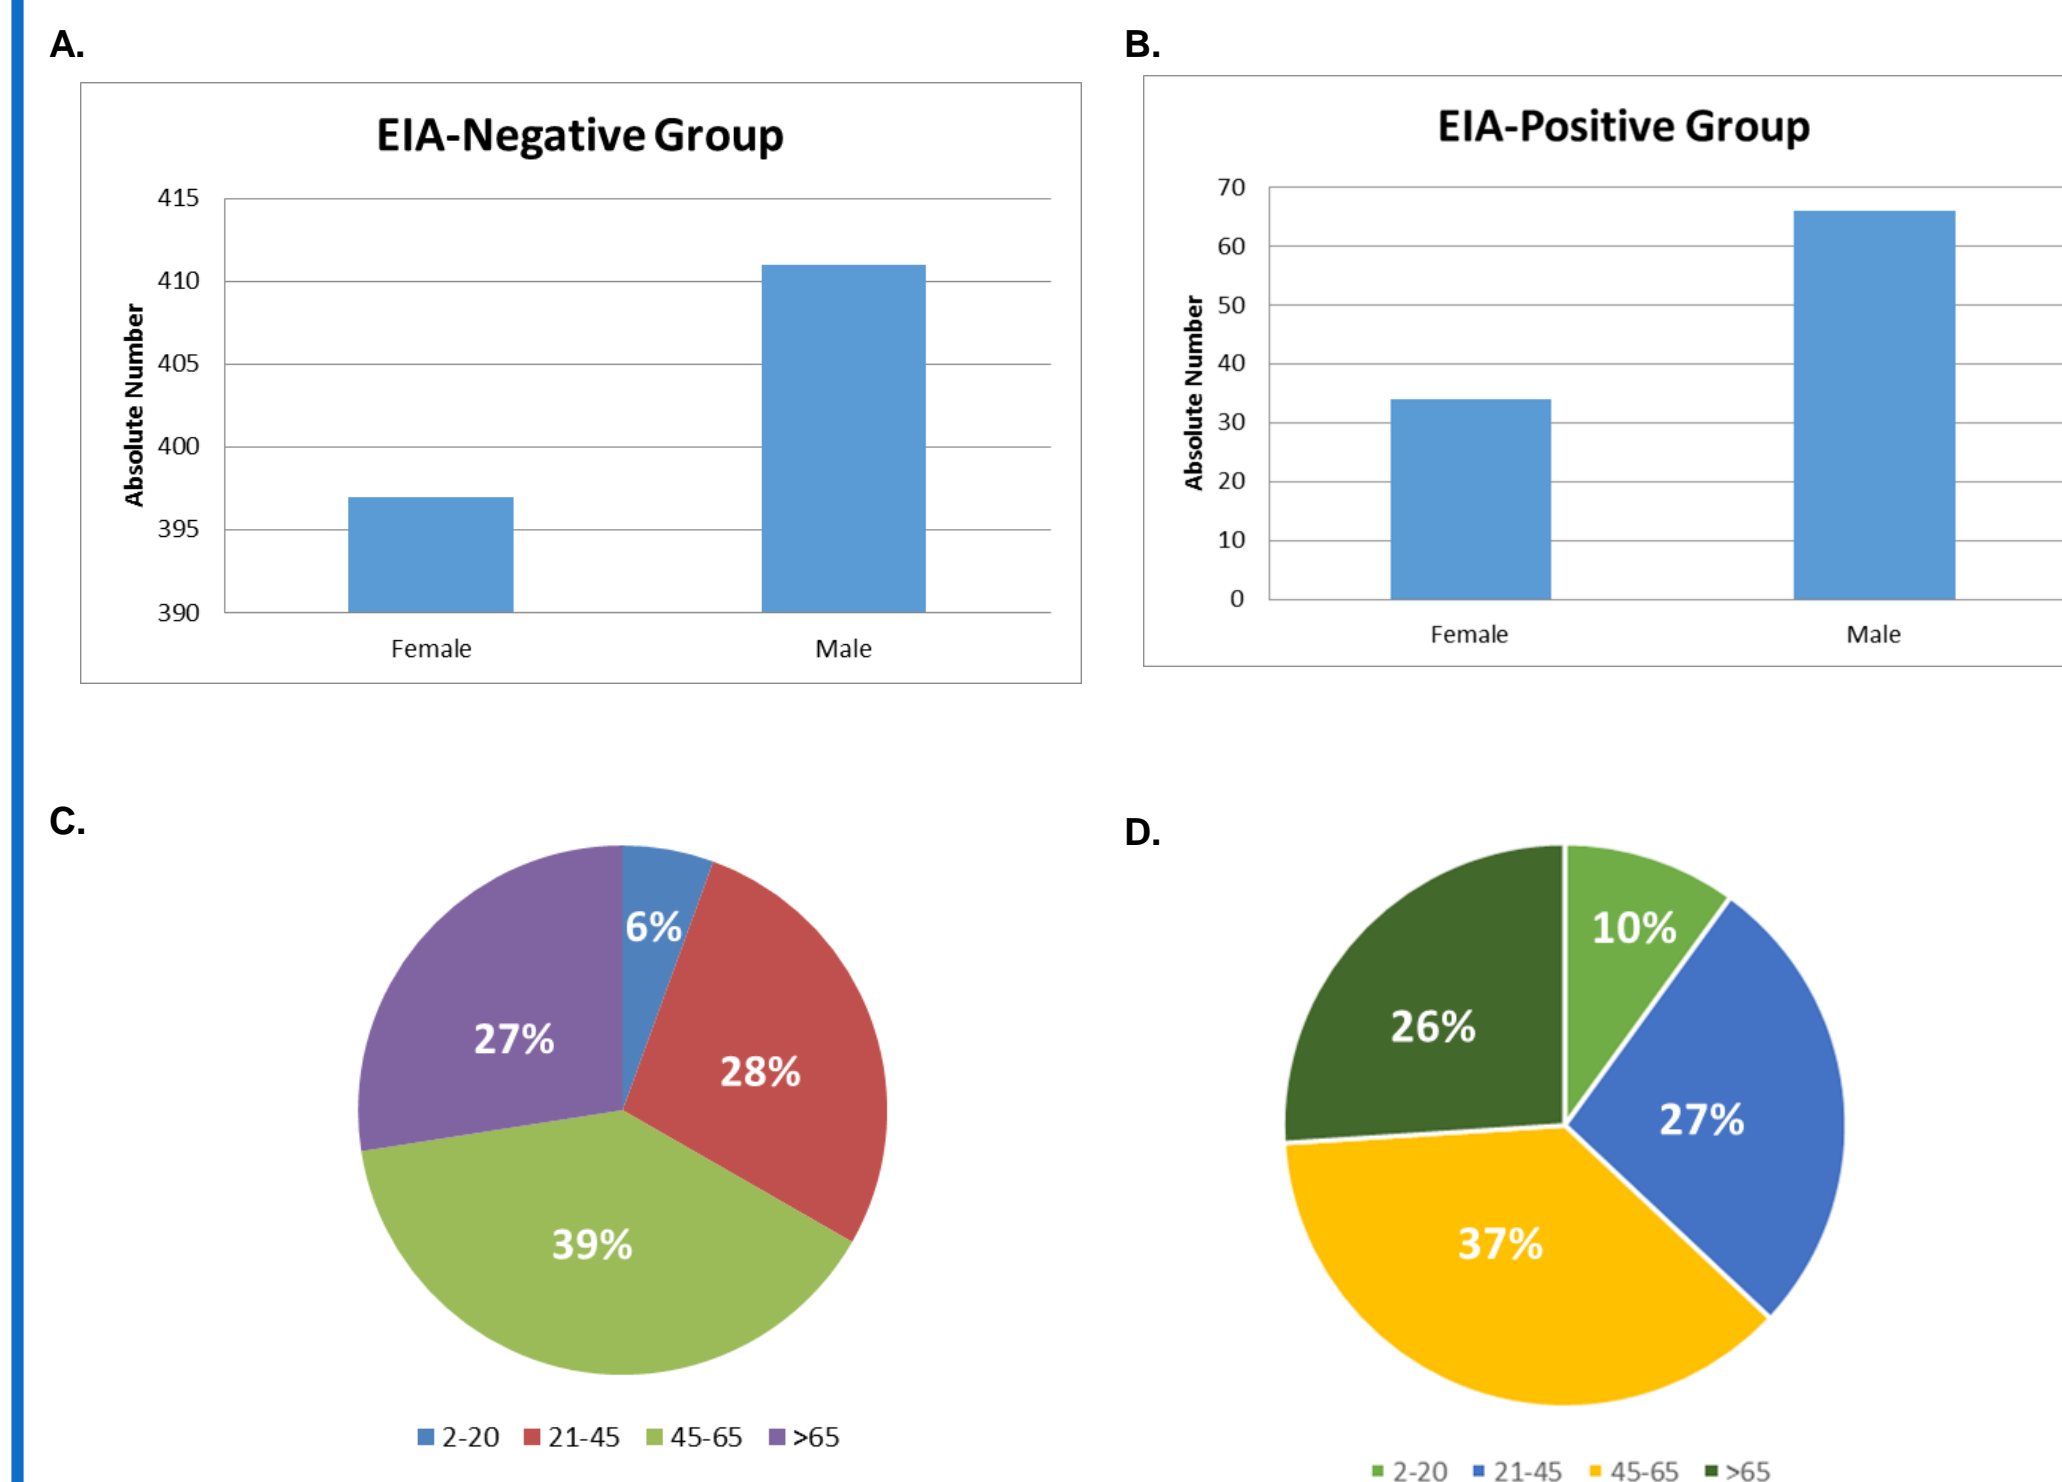 A.
EIA-Negative Group
415
410
405
400
395
390
Absolute Number
Female Male
B.
EIA-Positive Group
70
60
50
40
30
20
10
0
Absolute Number
Female Male
C.
6%
28%
39%
27%
2-20 21-45 45-65 >65
D.
10%
27%
37%
26%
2-20 21-45 45-65 >65